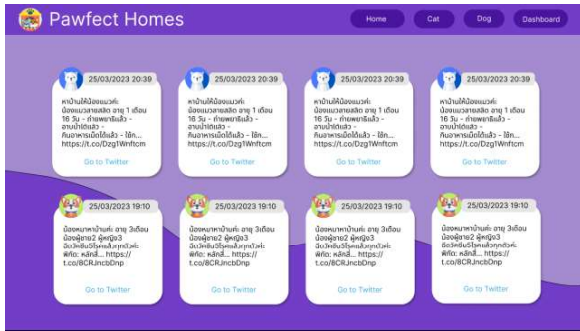 Pawfect Homes
Home
Cat
Dog
Dashboard
25/03/2023 20:39
25/03/2023 20:39
25/03/2023 20:39
25/03/2023 20:39
หาบ้านให้น้องแมวค่ะ
น้องแมวลายสลิด อายุ 1 เดือน
16 วัน - ถ่ายพยาธิแล้ว -
อาบน้ำได้แล้ว -
กินอาหารเม็ดได้แล้ว - ใช้ก...
https://t.co/Dzg1Wnftcm
Go to Twitter
หาบ้านให้น้องแมวค่ะ
น้องแมวลายสลิด อายุ 1 เดือน
16 วัน - ถ่ายพยาธิแล้ว -
อาบน้ำได้แล้ว -
กินอาหารเม็ดได้แล้ว - ใช้ก...
https://t.co/Dzg1Wnftcm
Go to Twitter
หาบ้านให้น้องแมวค่ะ
น้องแมวลายสลิด อายุ 1 เดือน
16 วัน - ถ่ายพยาธิแล้ว -
อาบน้ำได้แล้ว -
กินอาหารเม็ดได้แล้ว - ใช้ก...
https://t.co/Dzg1Wnftcm
Go to Twitter
หาบ้านให้น้องแมวค่ะ
น้องแมวลายสลิด อายุ 1 เดือน
16 วัน - ถ่ายพยาธิแล้ว -
อาบน้ำได้แล้ว -
กินอาหารเม็ดได้แล้ว - ใช้ก...
https://t.co/Dzg1Wnftcm
Go to Twitter
25/03/2023 19:10
25/03/2023 19:10
25/03/2023 19:10
25/03/2023 19:10
น้องหมาหาบ้านค่ะ อายุ 3เดือน
น้องผู้ชาย2 ผู้หญิง3
พิกัด: หลักสี่... https://
t.co/8CRJncbDnp
Go to Twitter
น้องหมาหาบ้านค่ะ อายุ 3เดือน
น้องผู้ชาย2 ผู้หญิง3
พิกัด: หลักสี่... https://
t.co/8CRJncbDnp
Go to Twitter
น้องหมาหาบ้านค่ะ อายุ 3เดือน
น้องผู้ชาย2 ผู้หญิง3
พิกัด: หลักสี่... https://
t.co/8CRJncbDnp
Go to Twitter
น้องหมาหาบ้านค่ะ อายุ 3เดือน
น้องผู้ชาย2 ผู้หญิง3
พิกัด: หลักสี่... https://
t.co/8CRJncbDnp
Go to Twitter